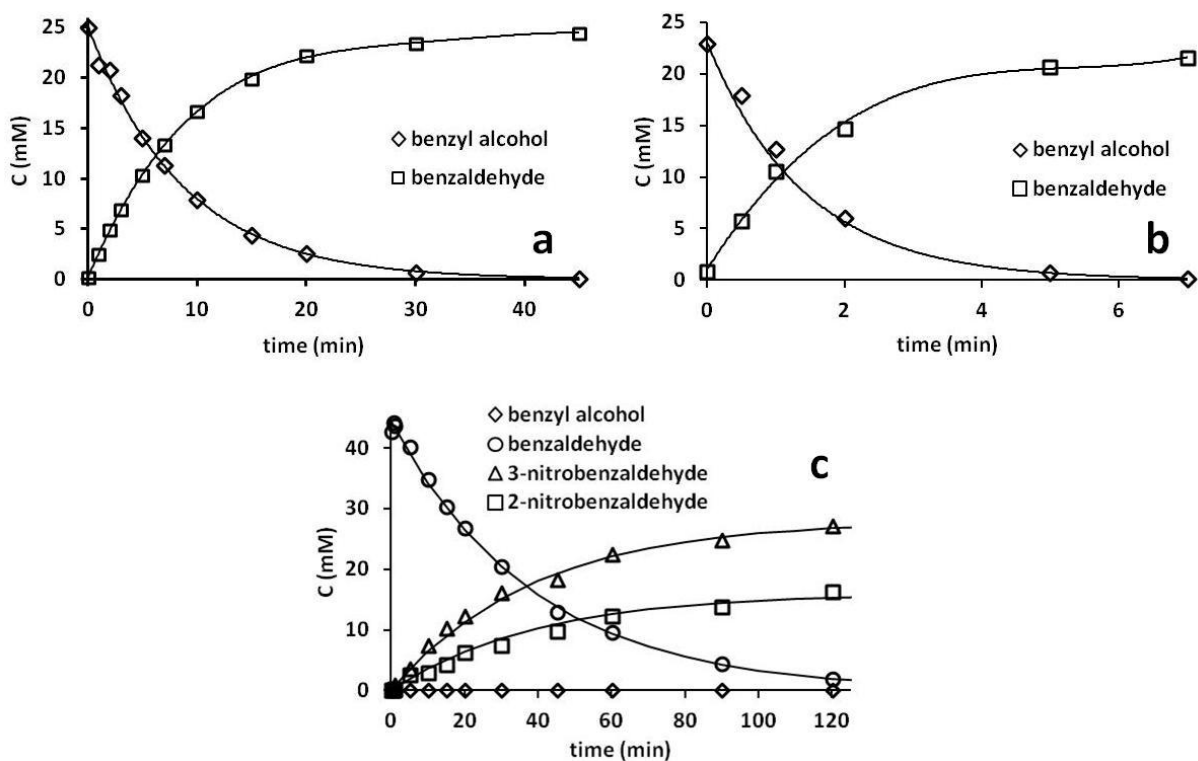 25
20
15
10
5
0
C (mM)
benzyl alcohol
benzaldehyde
a
0
10
20
30
40
time (min)
25
20
15
10
5
0
C (mM)
benzyl alcohol
benzaldehyde
b
0
2
4
6
time (min)
40
30
20
10
0
C (mM)
benzyl alcohol
benzaldehyde
3-nitrobenzaldehyde
2-nitrobenzaldehyde
c
0
20
40
60
80
100
120
time (min)